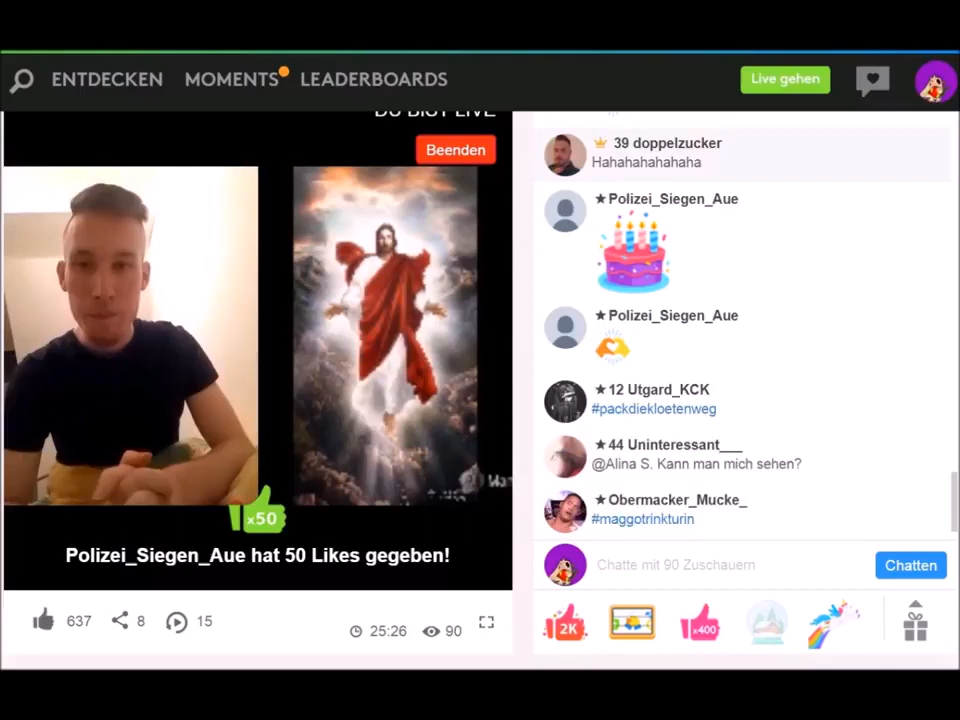 ENTDECKEN MOMENTS LEADERBOARDS Live gehen
DU BIST LIVE
Beenden
39 doppelzucker
Hahahahahahaha
★Polizei_Siegen_Aue
★Polizei_Siegen_Aue
★12 Utgard_KCK
#packdiekloetenweg
★44 Uninteressant___
@Alina S. Kann man mich sehen?
★Obermacker_Mucke_
#maggotrinkturin
x50
Polizei_Siegen_Aue hat 50 Likes gegeben!
Chatte mit 90 Zuschauern Chatten
637 8 15 25:26 90
2K x400